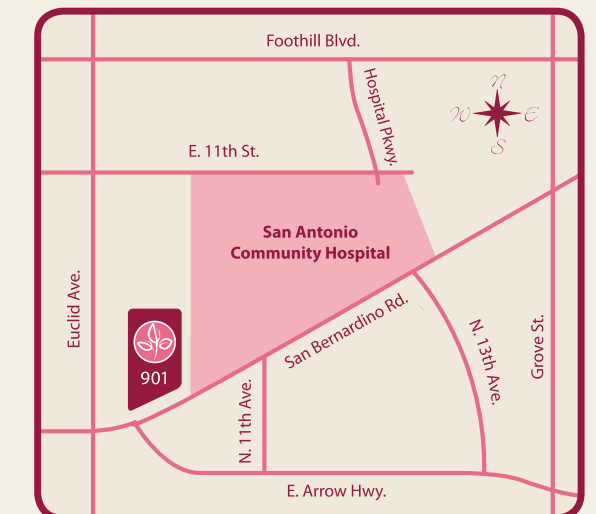 Foothill Blvd.
Hospital Pkwy.
N
W
E
S
E. 11th St.
San Antonio
Community Hospital
Euclid Ave.
901
San Bernardino Rd.
N. 11th Ave.
N. 13th Ave.
Grove St.
E. Arrow Hwy.